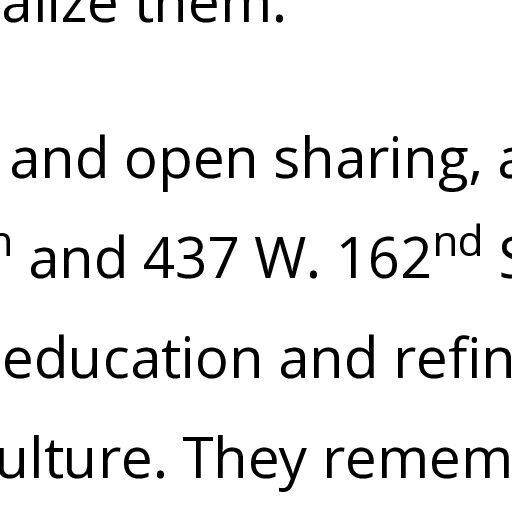 alize them.
and open sharing, a
and 437 W. 162nd S
education and refin
ulture. They remem